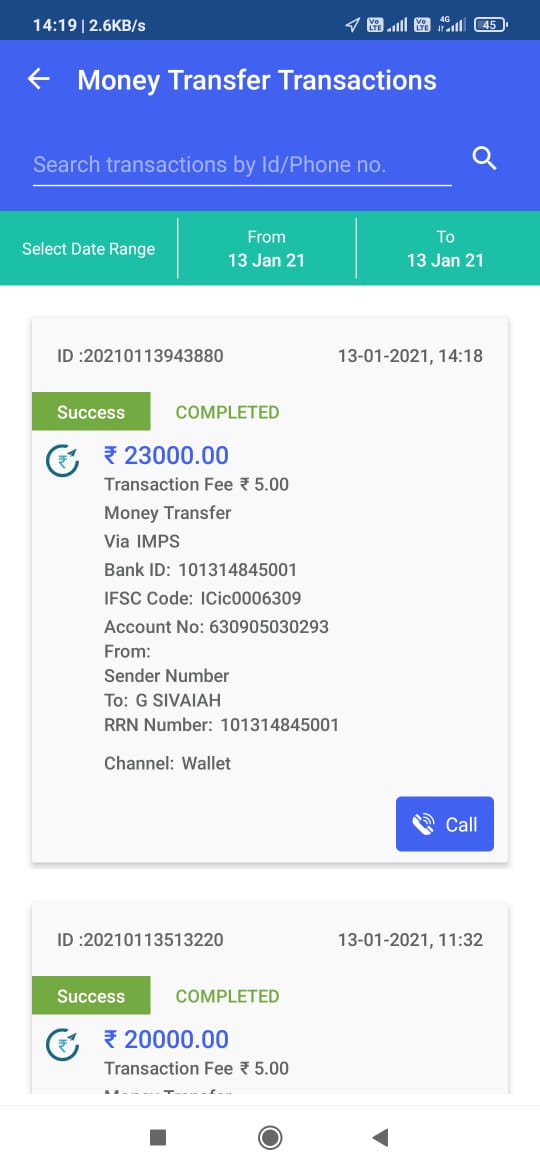 14:19 | 2.6KB/s
Vo LTE Vo LTE 4G 45
Money Transfer Transactions
Search transactions by Id/Phone no.
Select Date Range
From
13 Jan 21
To
13 Jan 21
ID :20210113943880 13-01-2021, 14:18
Success COMPLETED
₹ 23000.00
Transaction Fee ₹ 5.00
Money Transfer
Via IMPS
Bank ID: 101314845001
IFSC Code: ICic0006309
Account No: 630905030293
From:
Sender Number
To: G SIVAIAH
RRN Number: 101314845001
Channel: Wallet
Call
ID :20210113513220 13-01-2021, 11:32
Success COMPLETED
₹ 20000.00
Transaction Fee ₹ 5.00